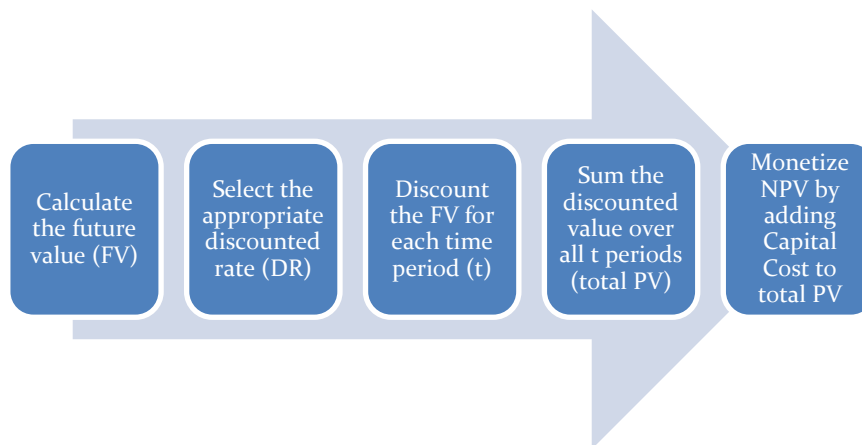 Calculate
the future
value (FV)
Select the
appropriate
discounted
rate (DR)
Discount
the FV for
each time
period (t)
Sum the
discounted
value over
all t periods
(total PV)
Monetize
NPV by
adding
Capital
Cost to
total PV